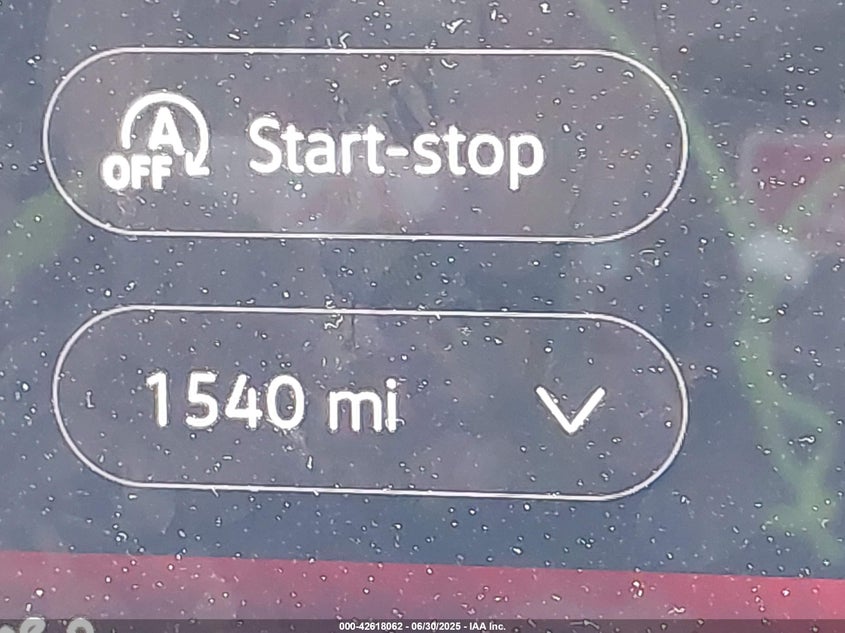 A
OFF
Start-stop
1540 mi
000-42618062 - 06/30/2025 - IAA Inc.